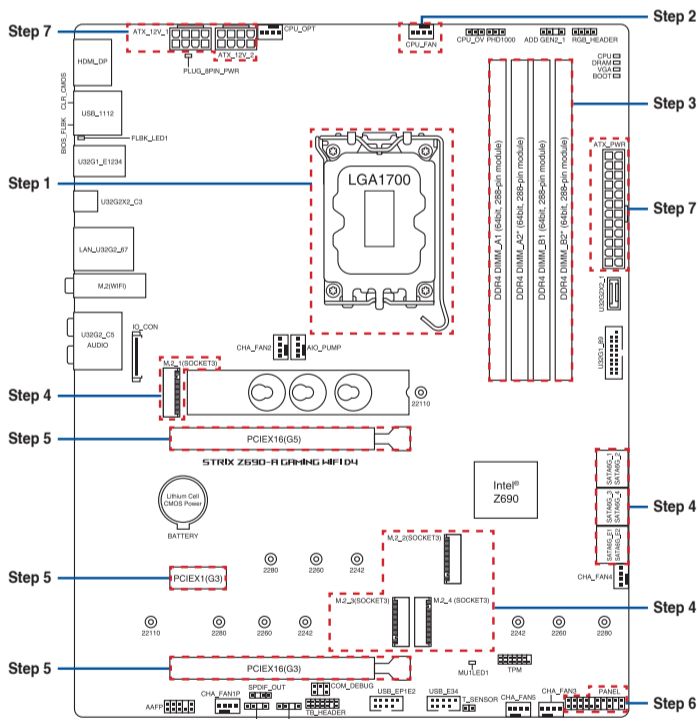 Step 7
ATX_12V_1
ATX_12V_2
CPU_OPT
CPU_FAN
Step 2
CPU_OV
PHD1000
ADD GEN2_1
RGB_HEADER
PLUG_8PIN_PWR
CPU
DRAM
VGA
BOOT
HDMI_DP
CLR_CMOS
USB_1112
BIOS_FLBK
FLBK_LED1
Step 3
DDR4 DIMM_A1 (64bit, 288-pin module)
DDR4 DIMM_A2* (64bit, 288-pin module)
DDR4 DIMM_B1 (64bit, 288-pin module)
DDR4 DIMM_B2* (64bit, 288-pin module)
ATX_PWR
U32G1_E1234
Step 1
LGA1700
U32G2X2_C3
Step 7
LAN_U32G2_67
M.2(WIFI)
U32G2X2_1
U32G2_C5
AUDIO
IO_CON
CHA_FAN2
AIO_PUMP
U32G1_89
M.2_1(SOCKET3)
Step 4
22110
Step 5
PCIEX16(G5)
STRIX Z690-A GAMING WIFI D4
Lithium Cell
CMOS Power
BATTERY
Intel®
Z690
SATA6G_1
SATA6G_2
SATA6G_3
SATA6G_4
Step 4
SATA6G_E1
SATA6G_E2
M.2_2(SOCKET3)
2280
2260
2242
CHA_FAN4
Step 5
PCIEX1(G3)
M.2_3(SOCKET3)
M.2_4 (SOCKET3)
Step 4
22110
2280
2260
2242
2242
2260
2280
Step 5
PCIEX16(G3)
MU1LED1
TPM
AAFP
CHA_FAN1P
SPDIF_OUT
COM_DEBUG
TB_HEADER
USB_EP1E2
USB_E34
T_SENSOR
CHA_FAN5
CHA_FAN3
PANEL
Step 6